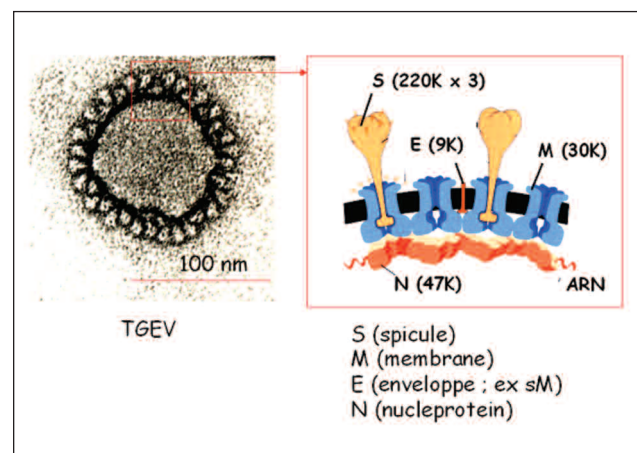 S (220K x 3)
E (9K)
M (30K)
100 nm
N (47K)
ARN
TGEV
S (spicule)
M (membrane)
E (enveloppe ; ex sM)
N (nucleprotein)